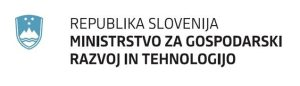 REPUBLIKA SLOVENIJA
MINISTRSTVO ZA GOSPODARSKI
RAZVOJ IN TEHNOLOGIJO